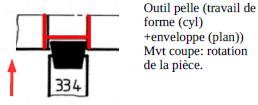 Outil pelle (travail de
forme (cyl)
+enveloppe (plan))
Mvt coupe: rotation
de la pièce.
334